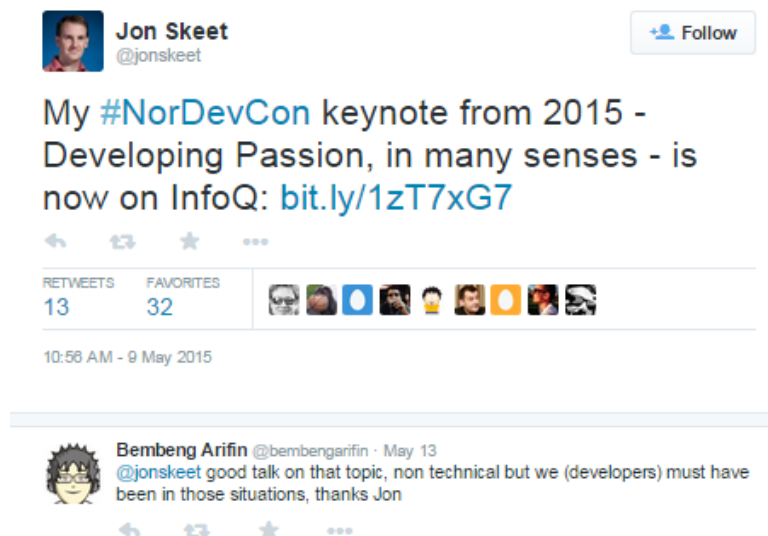 Jon Skeet
@jonskeet
Follow
My #NorDevCon keynote from 2015 -
Developing Passion, in many senses - is
now on InfoQ: bit.ly/1zT7xG7
RETWEETS FAVORITES
13 32
10:56 AM - 9 May 2015
Bembeng Arifin @bembengarifin · May 13
@jonskeet good talk on that topic, non technical but we (developers) must have
been in those situations, thanks Jon